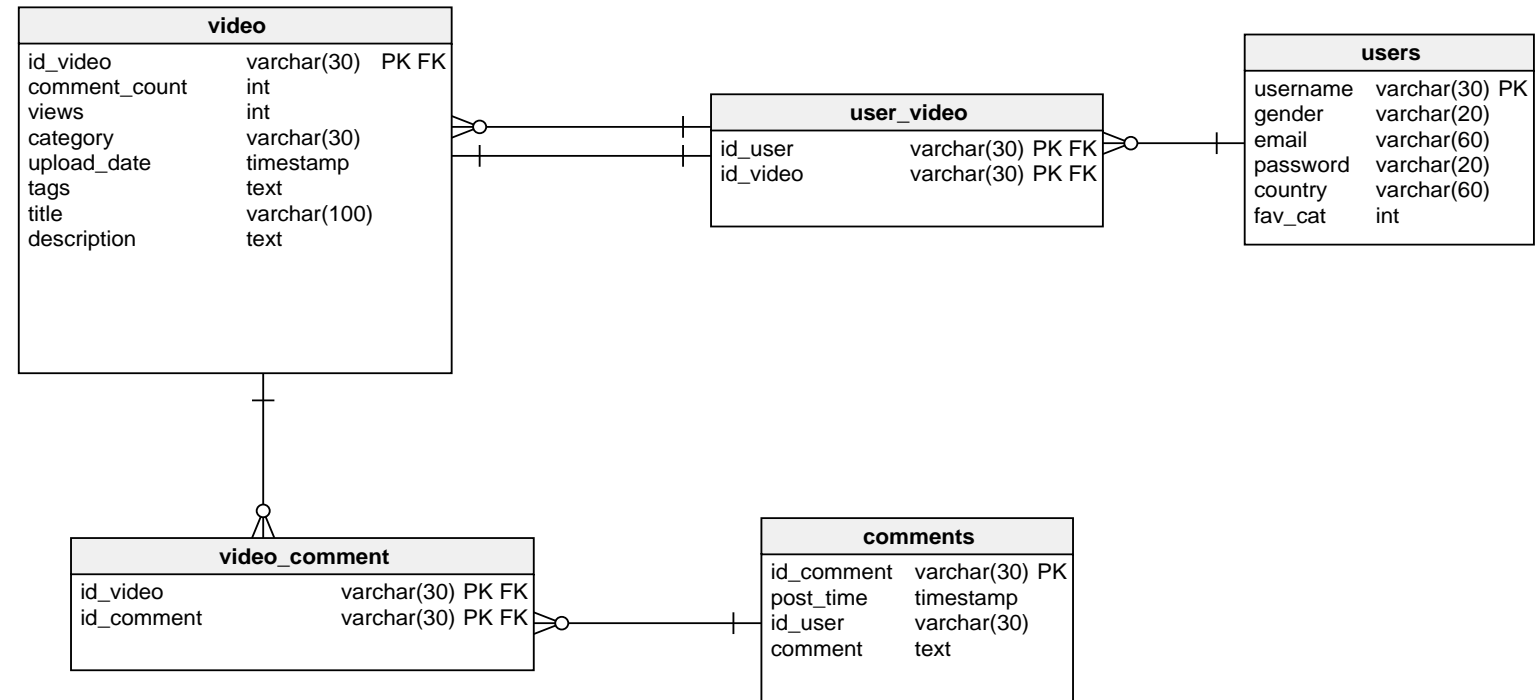 video
id_video varchar(30) PK FK
comment_count int
views int
category varchar(30)
upload_date timestamp
tags text
title varchar(100)
description text
user_video
id_user varchar(30) PK FK
id_video varchar(30) PK FK
users
username varchar(30) PK
gender varchar(20)
email varchar(60)
password varchar(20)
country varchar(60)
fav_cat int
video_comment
id_video varchar(30) PK FK
id_comment varchar(30) PK FK
comments
id_comment varchar(30) PK
post_time timestamp
id_user varchar(30)
comment text